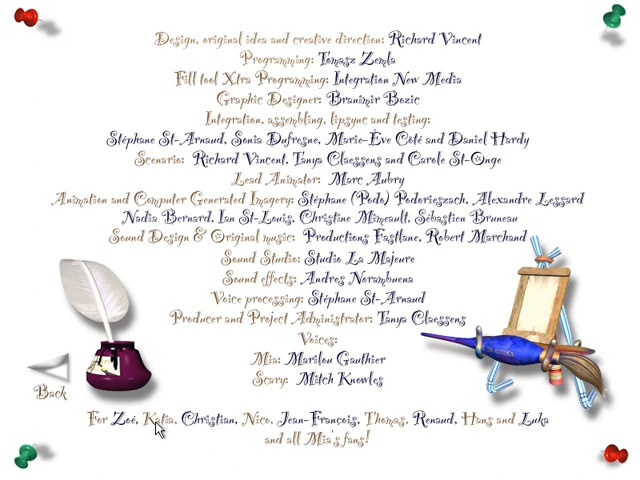 Design, original idea and creative direction: Richard Vincent
Programming: Tomasz Zemla
Fill tool Xtra Programming: Integration New Media
Graphic Designer: Branimir Bozic
Integration, assembling, lipsync and testing:
Stéphane St-Arnaud, Sonia Dufresne, Marie-Ève Côté and Daniel Hardy
Scenario: Richard Vincent, Tanya Claessens and Carole St-Onge
Lead Animator: Marc Aubry
Animation and Computer Generated Imagery: Stéphane (Podo) Podorieszach, Alexandre Lessard
Nadia Bernard, Ian St-Louis, Christine Mimeault, Sébastien Bruneau
Sound Design & Original music: Productions Fastlane, Robert Marchand
Sound Studio: Studio La Majeure
Sound effects: Andres Norambuena
Voice processing: Stéphane St-Arnaud
Producer and Project Administrator: Tanya Claessens
Voices:
Mia: Marilou Gauthier
Scary: Mitch Knowles
Back
For Zoé, Katia, Christian, Nico, Jean-François, Thomas, Renaud, Hans and Luka
and all Mia's fans!